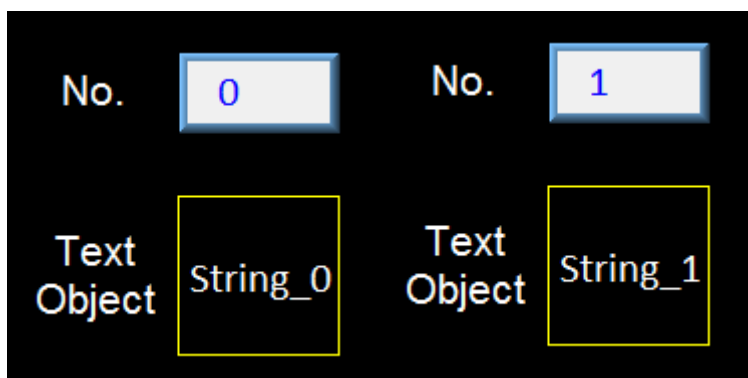 No. 0
Text
Object
String_0
No. 1
Text
Object
String_1